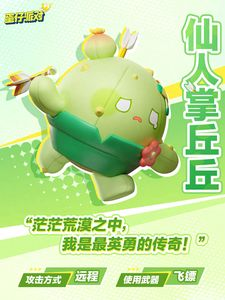 蛋仔派对
仙人掌丘丘
“茫茫荒漠之中，
我是最英勇的传奇！”
攻击方式 远程
使用武器 飞镖